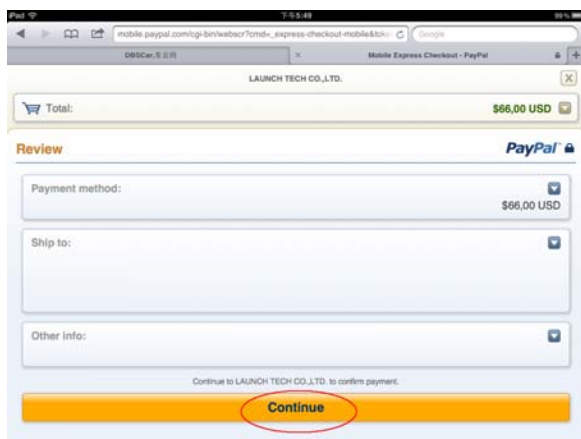 iPad 下午5:49
mobile.paypal.com/cgi-bin/webscr?cmd=_express-checkout-mobile&toke Google
DBSCar, Mobile Express Checkout - PayPal
LAUNCH TECH CO.,LTD.
Total: $66,00 USD
Review PayPal
Payment method:
$66,00 USD
Ship to:
Other info:
Continue to LAUNCH TECH CO.,LTD. to confirm payment.
Continue